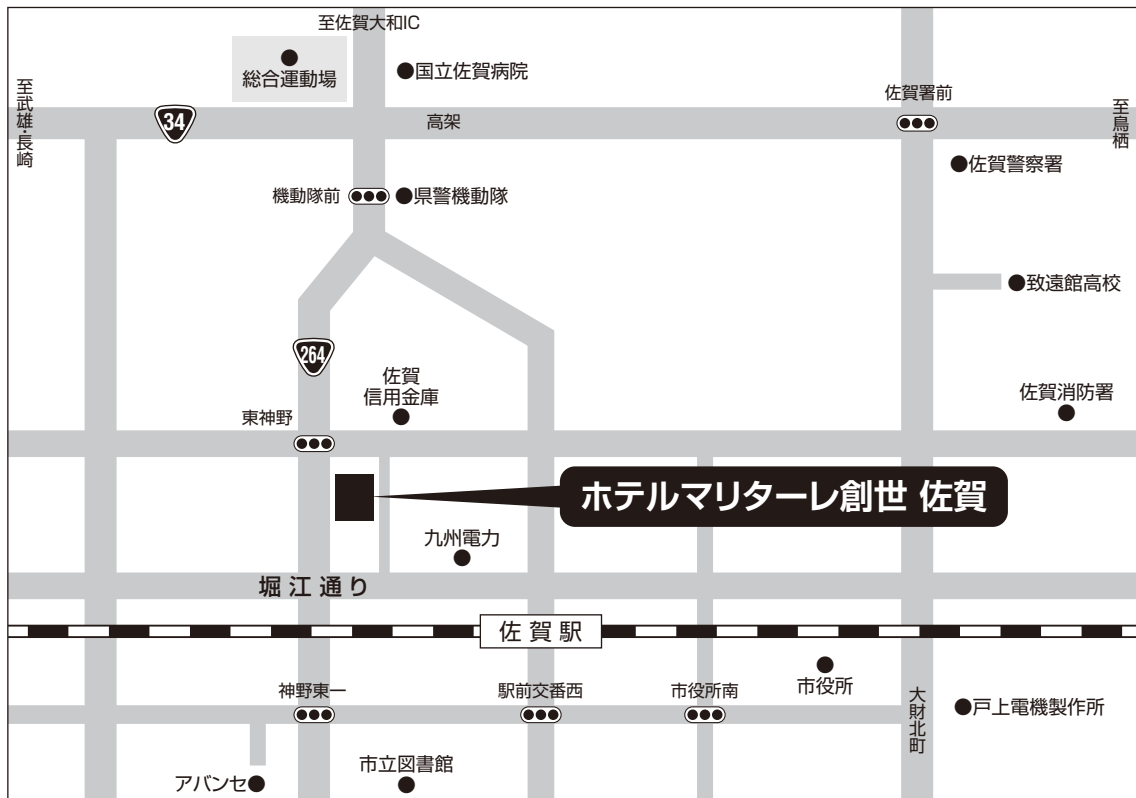 至佐賀大和IC
総合運動場
国立佐賀病院
至武雄・長崎
34
高架
佐賀署前
至鳥栖
佐賀警察署
機動隊前
県警機動隊
致遠館高校
264
佐賀
信用金庫
佐賀消防署
東神野
ホテルマリターレ創世 佐賀
九州電力
堀江通り
佐賀駅
市役所
神野東一
駅前交番西
市役所南
大財北町
戸上電機製作所
市立図書館
アバンセ